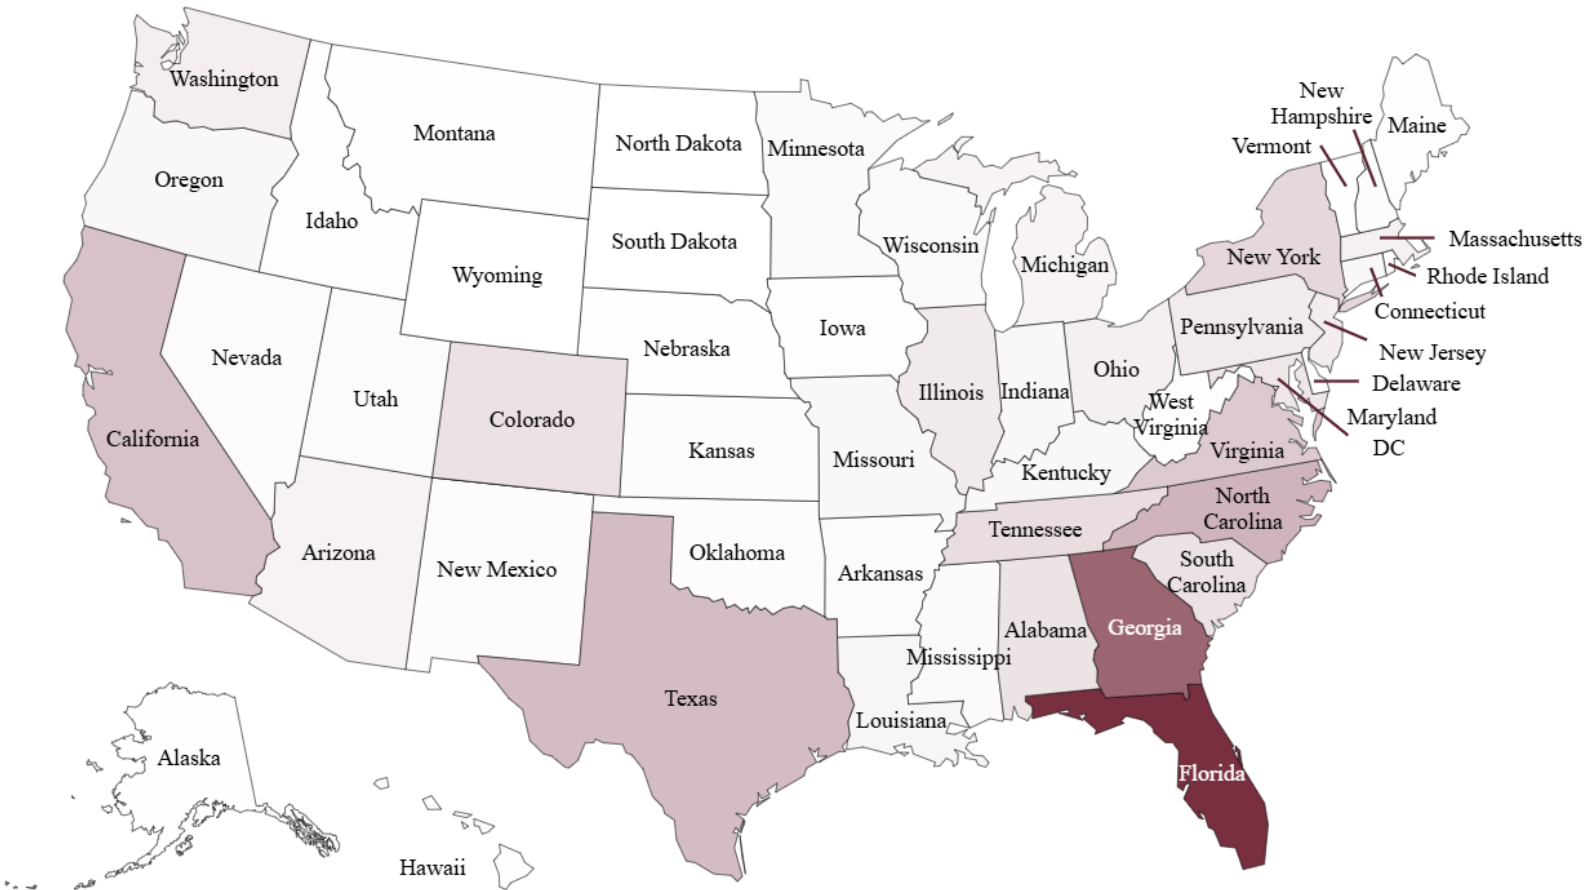 Washington
Montana
North Dakota
Minnesota
New
Hampshire
Maine
Vermont
Oregon
Idaho
South Dakota
Wisconsin
Michigan
New York
Massachusetts
Rhode Island
Connecticut
Wyoming
Iowa
Pennsylvania
New Jersey
Nevada
Nebraska
Ohio
Delaware
Utah
Illinois
Indiana
West
Virginia
Maryland
DC
Colorado
California
Kansas
Missouri
Kentucky
Virginia
North
Carolina
Tennessee
Arizona
New Mexico
Oklahoma
Arkansas
South
Carolina
Alabama
Georgia
Mississippi
Texas
Louisiana
Alaska
Florida
Hawaii